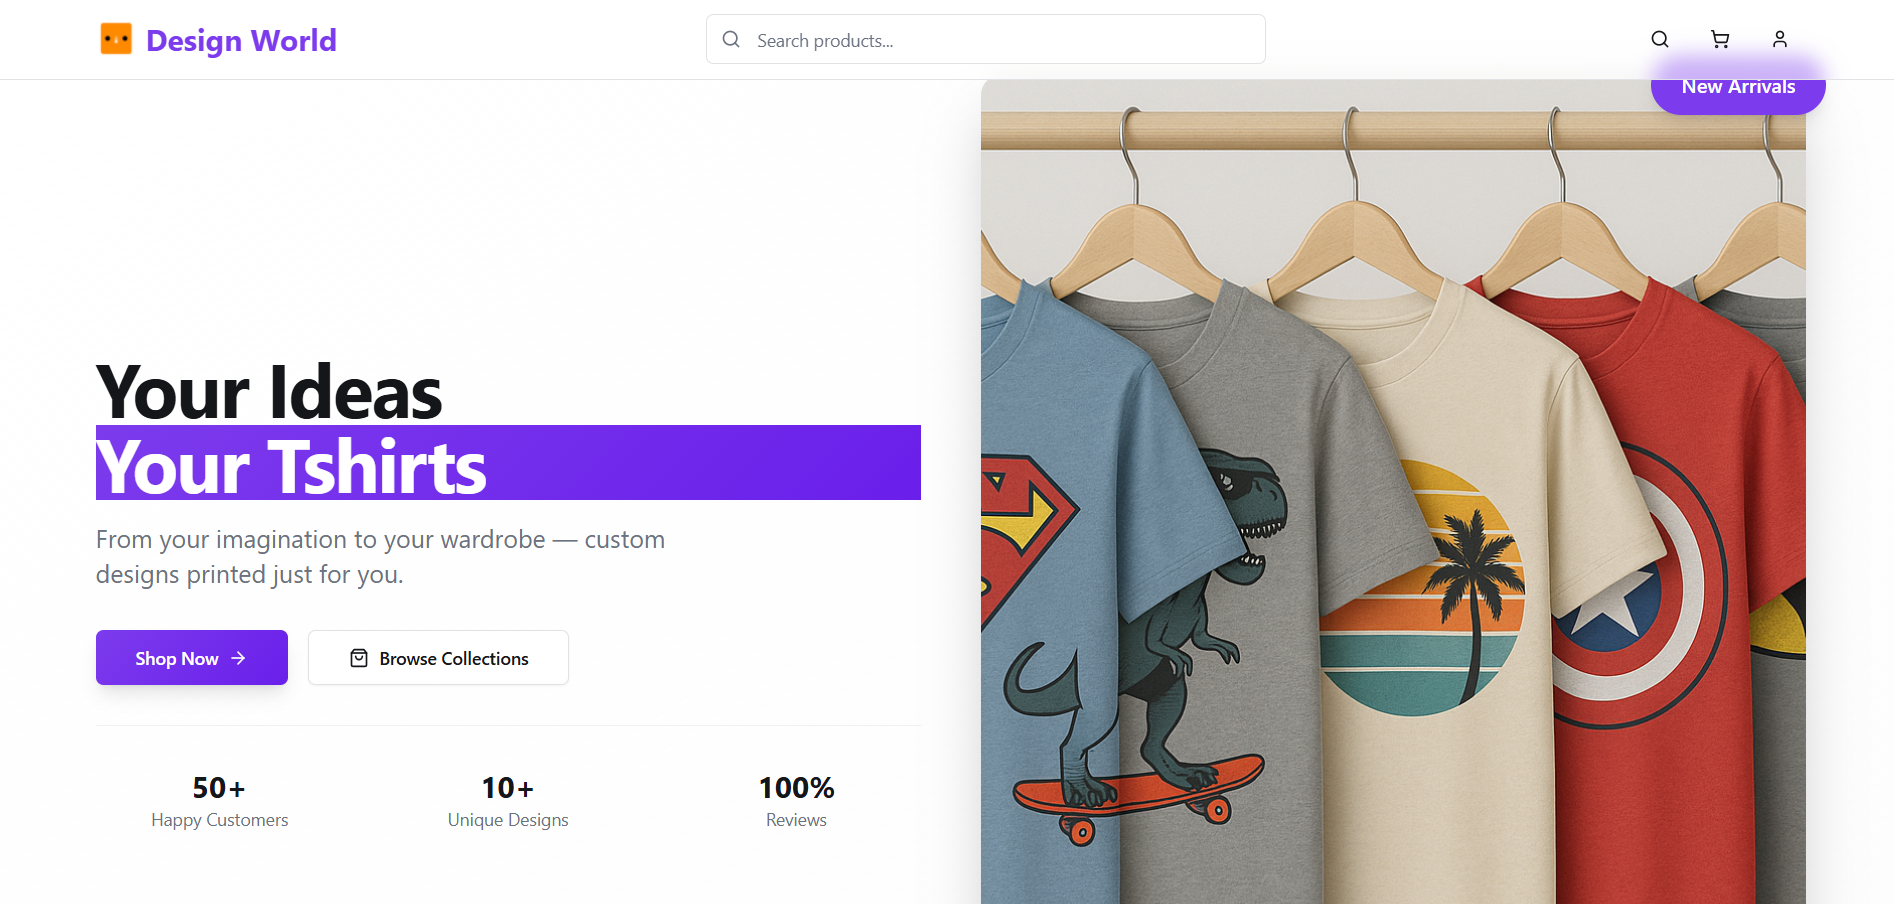 Design World
Search products...
New Arrivals
Your Ideas
Your Tshirts
From your imagination to your wardrobe — custom
designs printed just for you.
Shop Now
Browse Collections
50+
Happy Customers
10+
Unique Designs
100%
Reviews